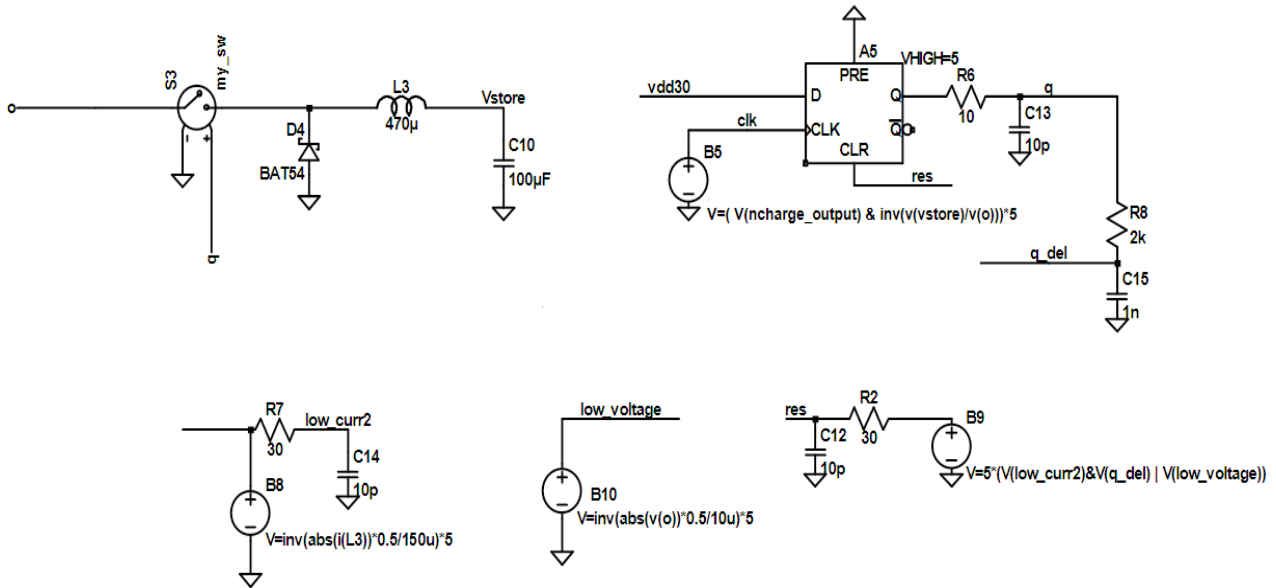 o
S3
my_sw
D4
BAT54
L3
470µ
Vstore
C10
100µF
q
A5
VHIGH=5
PRE
vdd30
D
Q
clk
CLK
Q
CLR
res
B5
V=( V(ncharge_output) & inv(v(vstore)/v(o)))*5
R6
10
q
C13
10p
R8
2k
q_del
C15
1n
R7
30
low_curr2
C14
10p
B8
V=inv(abs(i(L3))*0.5/150u)*5
low_voltage
B10
V=inv(abs(v(o))*0.5/10u)*5
res
C12
10p
R2
30
B9
V=5*(V(low_curr2)&V(q_del) | V(low_voltage))